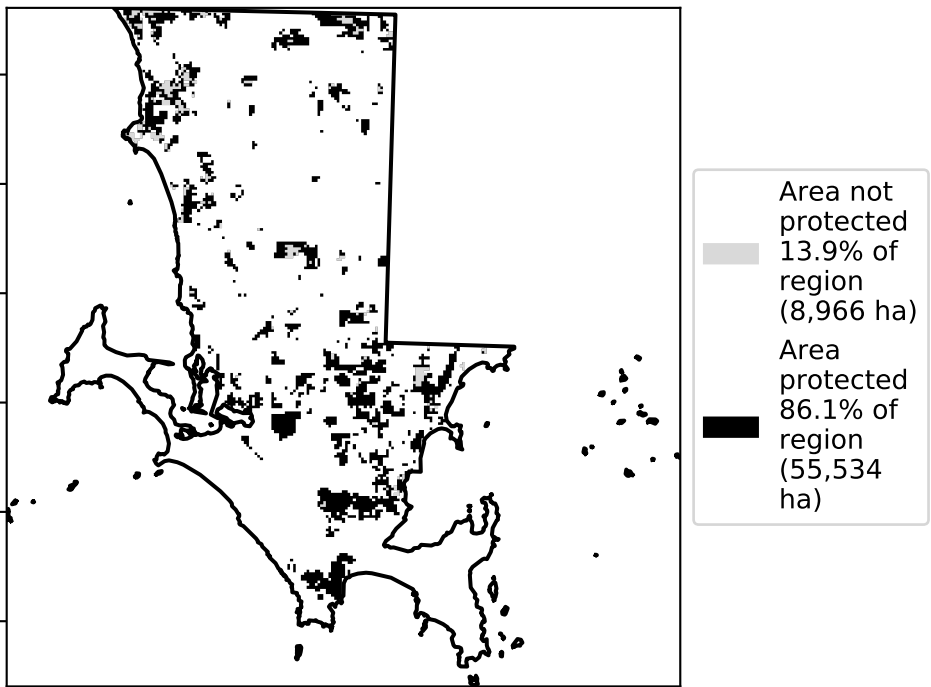 Area not
protected
13.9% of
region
(8,966 ha)
Area
protected
86.1% of
region
(55,534
ha)